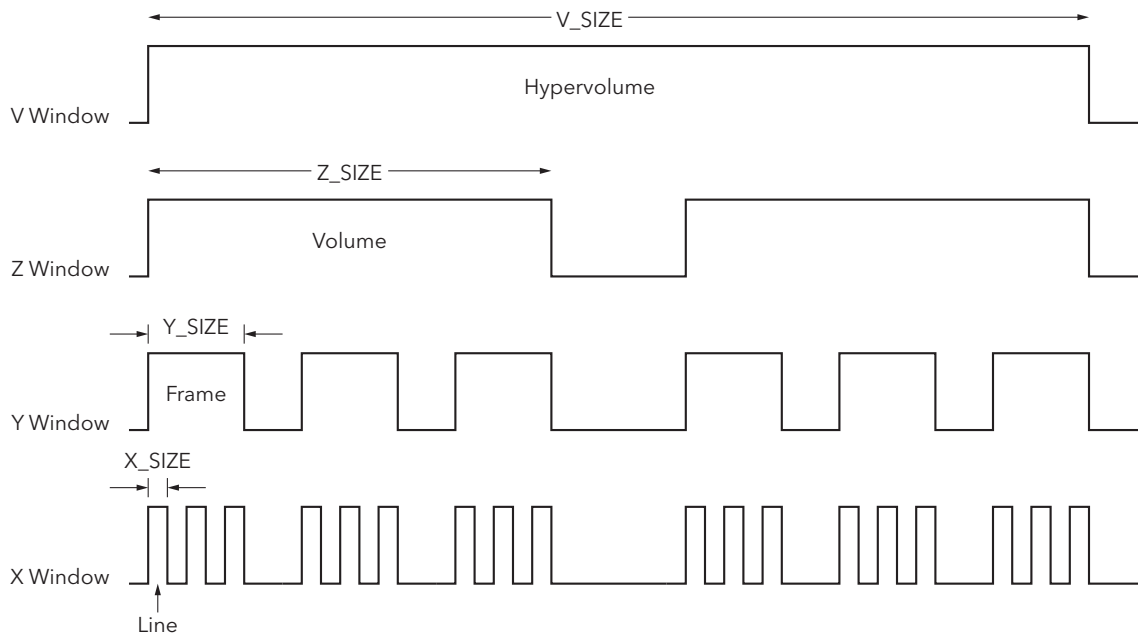 V_SIZE
Hypervolume
V Window
Z_SIZE
Volume
Z Window
Y_SIZE
Frame
Y Window
X_SIZE
X Window
Line